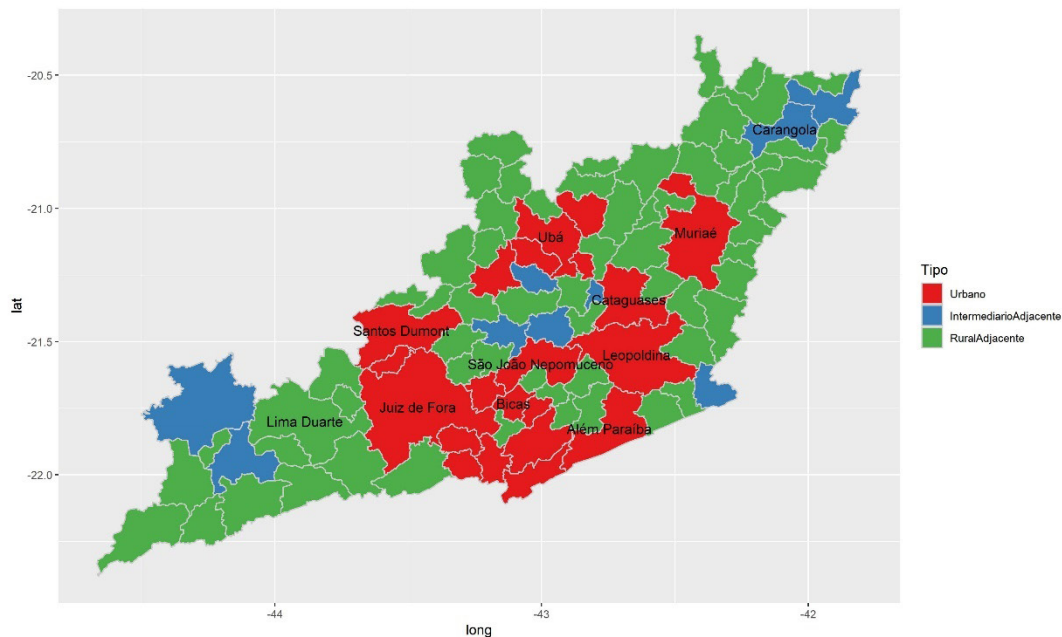 -20.5
-21.0
-21.5
-22.0
lat
-44
-43
-42
long
Carangola
Ubá
Muriaé
Cataguases
Santos Dumont
Leopoldina
São João Nepomuceno
Bicas
Juiz de Fora
Lima Duarte
Além Paraíba
Tipo
Urbano
IntermediarioAdjacente
RuralAdjacente